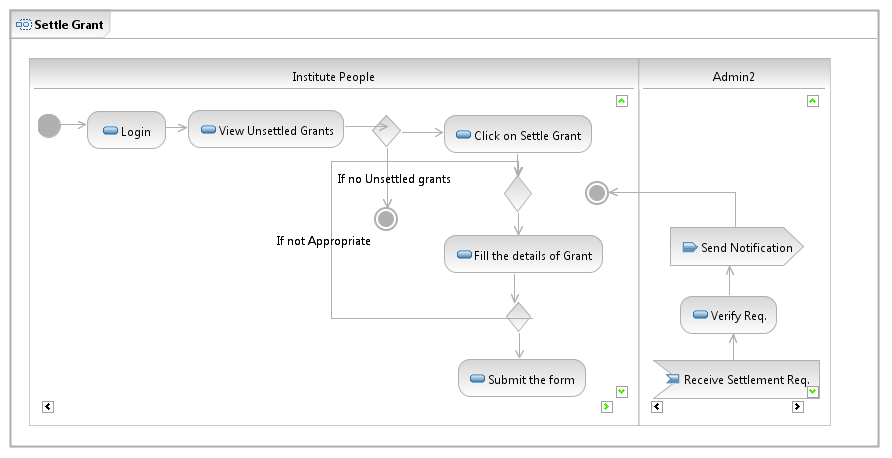 Settle Grant
Institute People
Admin2
Login
View Unsettled Grants
Click on Settle Grant
If no Unsettled grants
If not Appropriate
Fill the details of Grant
Submit the form
Send Notification
Verify Req.
Receive Settlement Req.